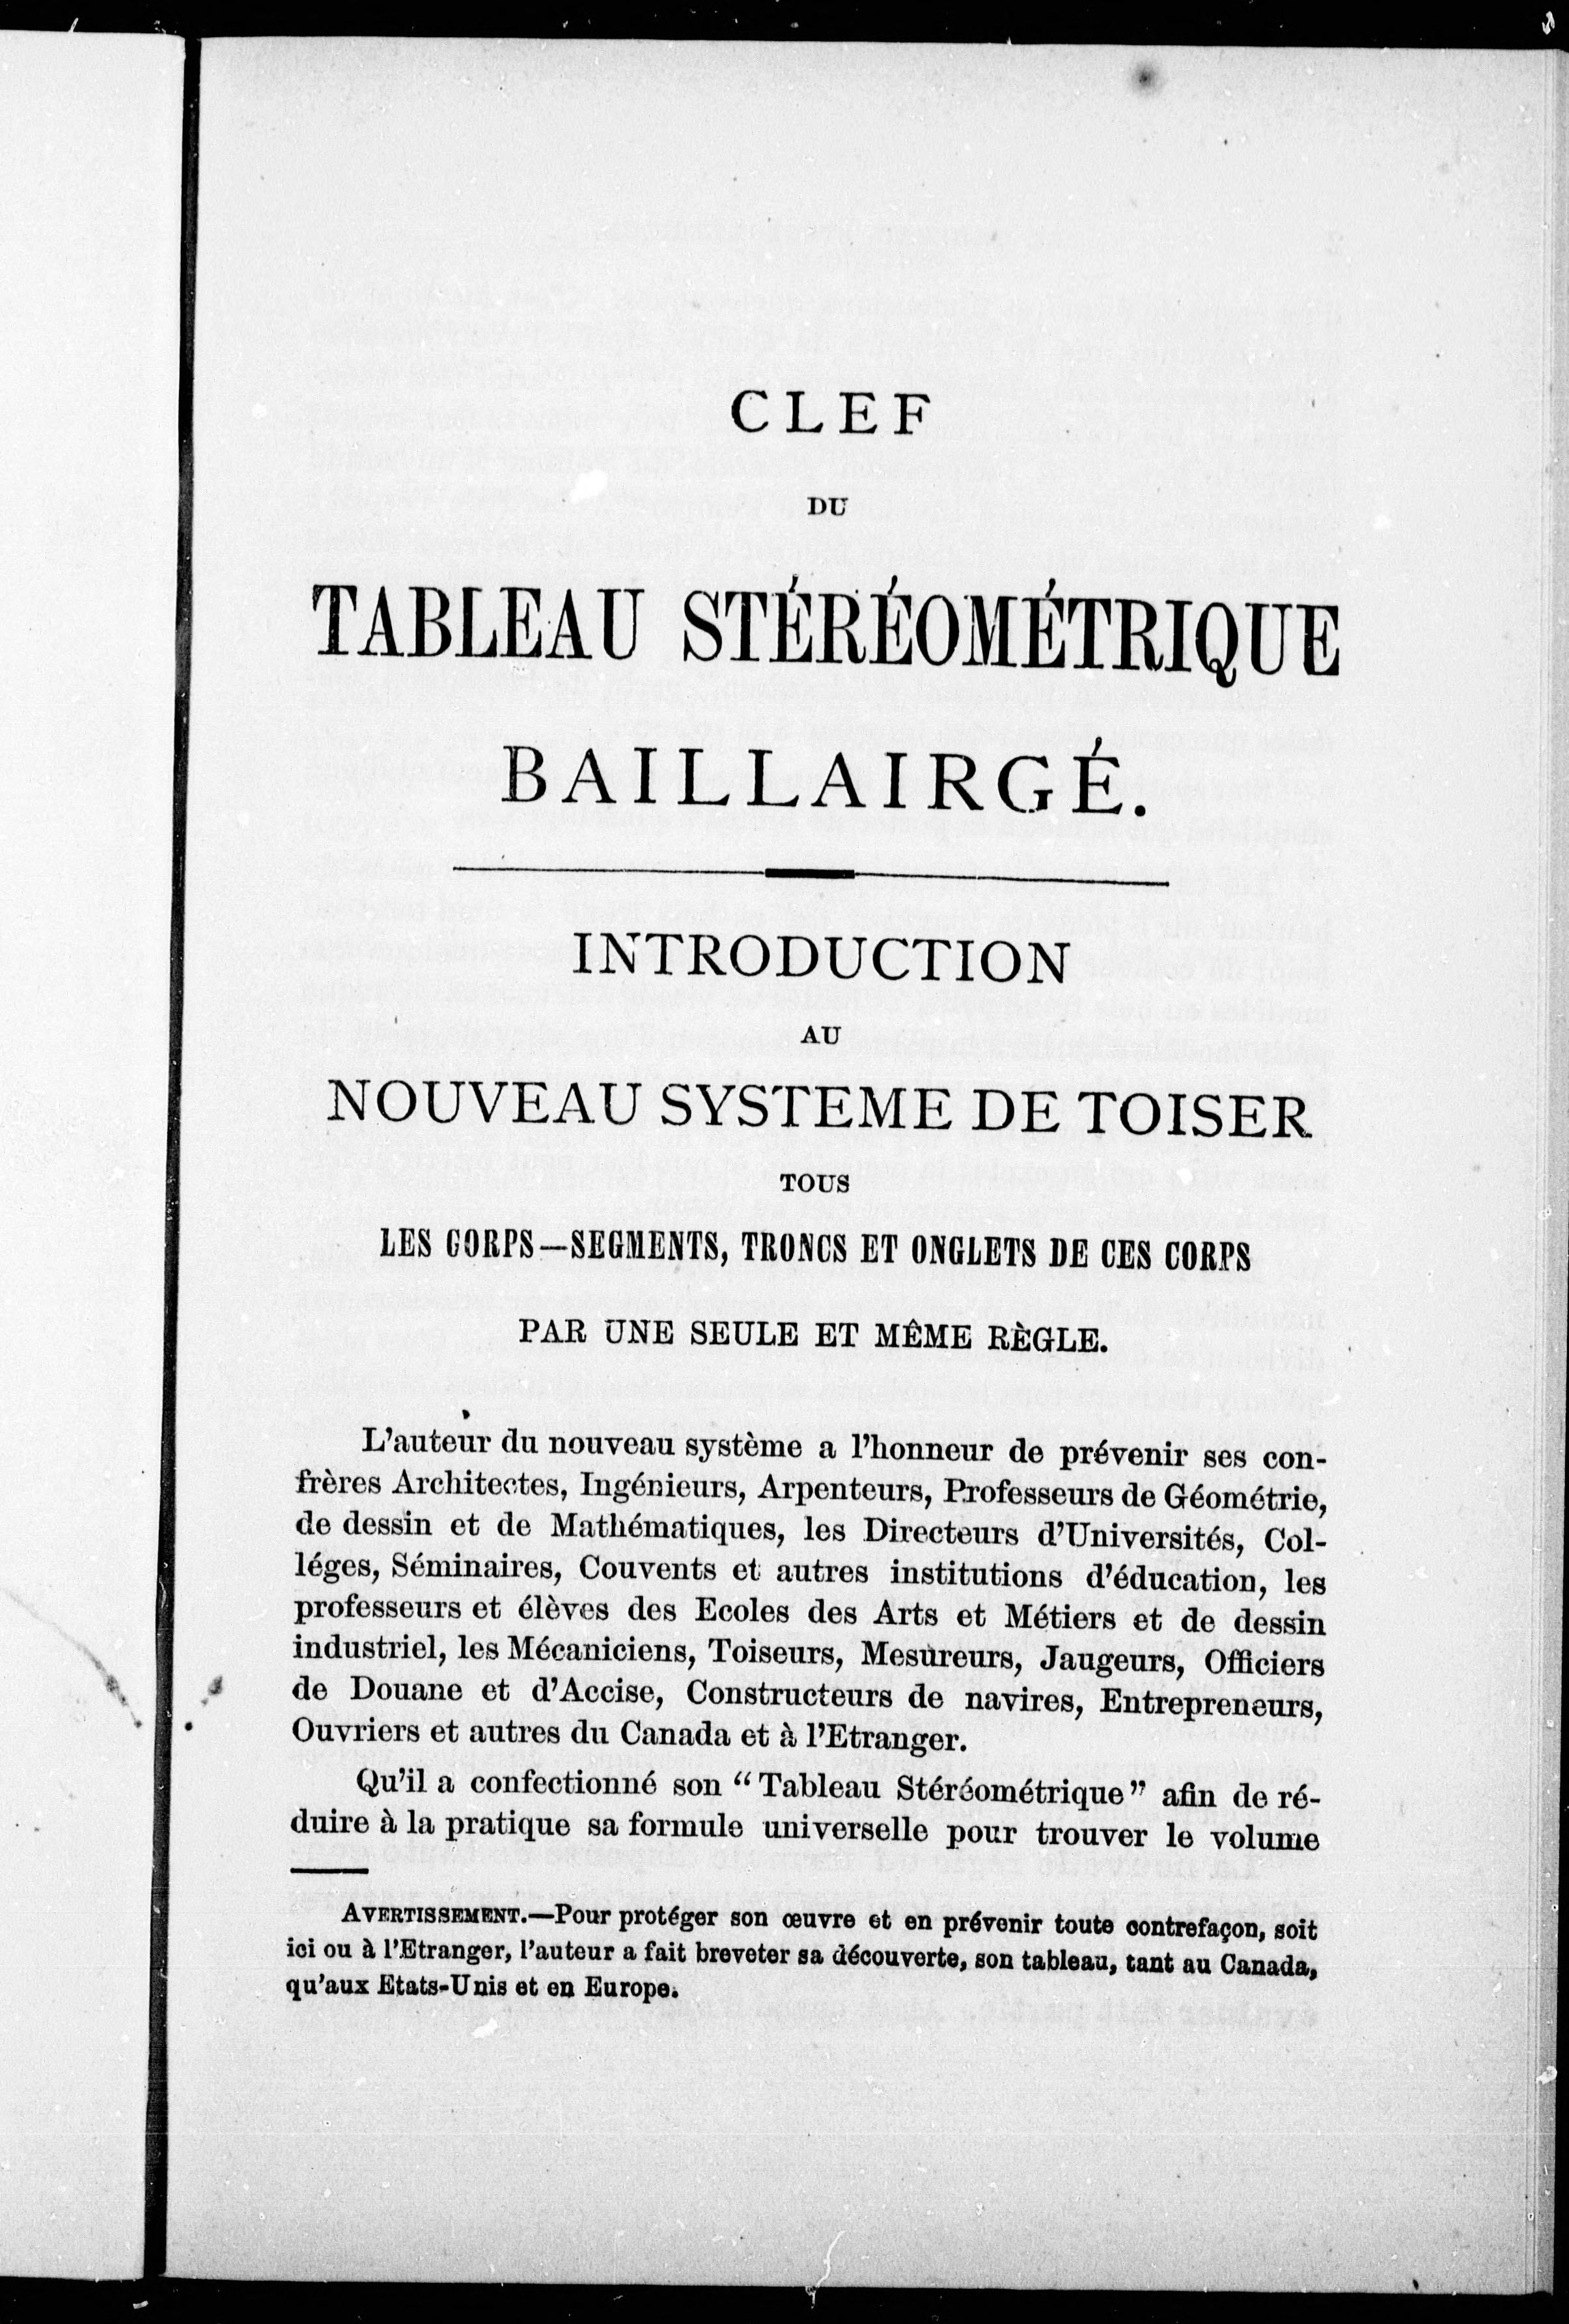 CLEF
DU
TABLEAU STÉRÉOMÉTRIQUE
BAILLAIRGÉ.
INTRODUCTION
AU
NOUVEAU SYSTEME DE TOISER
TOUS
LES CORPS—SEGMENTS, TRONCS ET ONGLETS DE CES CORPS
PAR UNE SEULE ET MÊME RÈGLE.
L'auteur du nouveau système a l'honneur de prévenir ses con-
frères Architectes, Ingénieurs, Arpenteurs, Professeurs de Géométrie,
de dessin et de Mathématiques, les Directeurs d'Universités, Col-
léges, Séminaires, Couvents et autres institutions d'éducation, les
professeurs et élèves des Ecoles des Arts et Métiers et de dessin
industriel, les Mécaniciens, Toiseurs, Mesureurs, Jaugeurs, Officiers
de Douane et d'Accise, Constructeurs de navires, Entrepreneurs,
Ouvriers et autres du Canada et à l'Etranger.
Qu'il a confectionné son “Tableau Stéréométrique” afin de ré-
duire à la pratique sa formule universelle pour trouver le volume
AVERTISSEMENT.—Pour protéger son œuvre et en prévenir toute contrefaçon, soit
ici ou à l'Etranger, l'auteur a fait breveter sa découverte, son tableau, tant au Canada,
qu'aux Etats-Unis et en Europe.